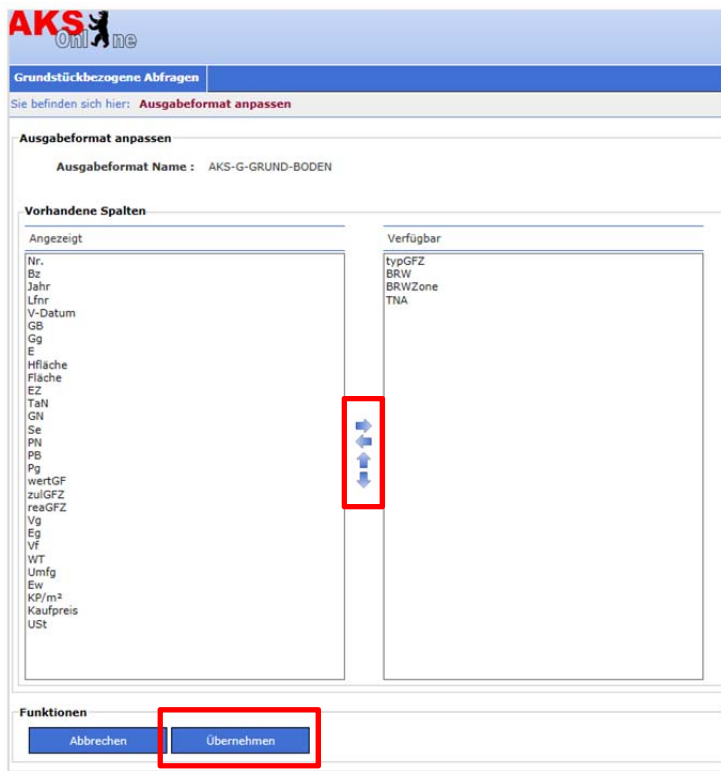 AKS
Online
Grundstückbezogene Abfragen
Sie befinden sich hier: Ausgabeformat anpassen
Ausgabeformat anpassen
Ausgabeformat Name : AKS-G-GRUND-BODEN
Vorhandene Spalten
Angezeigt
Nr.
Bz
Jahr
Lfnr
V-Datum
GB
Gg
E
Hfläche
Fläche
EZ
TaN
GN
Se
PN
PB
Pg
wertGF
zulGFZ
reaGFZ
Vg
Eg
Vf
WT
Umfg
Ew
KP/m²
Kaufpreis
USt
Verfügbar
typGFZ
BRW
BRWZone
TNA
Funktionen
Abbrechen Übernehmen